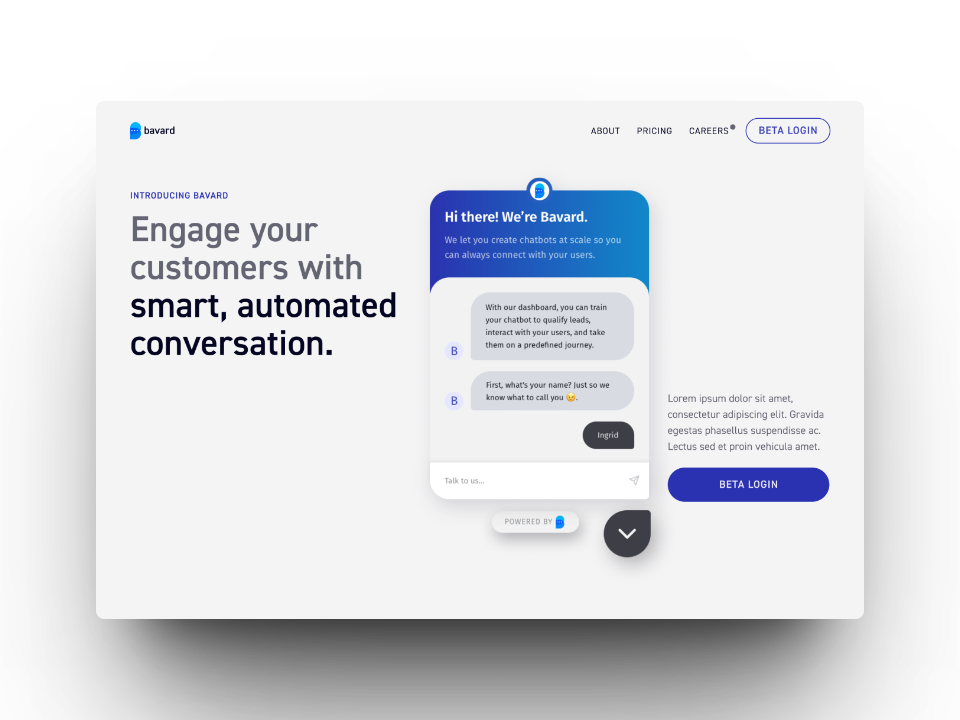 bavard
ABOUT PRICING CAREERS BETA LOGIN
INTRODUCING BAVARD
Engage your
customers with
smart, automated
conversation.
Hi there! We're Bavard.
We let you create chatbots at scale so you
can always connect with your users.
With our dashboard, you can train
your chatbot to qualify leads,
interact with your users, and take
them on a predefined journey.
B
First, what's your name? Just so we
know what to call you 😉.
B
Ingrid
Talk to us...
POWERED BY
Lorem ipsum dolor sit amet,
consectetur adipiscing elit. Gravida
egestas phasellus suspendisse ac.
Lectus sed et proin vehicula amet.
BETA LOGIN